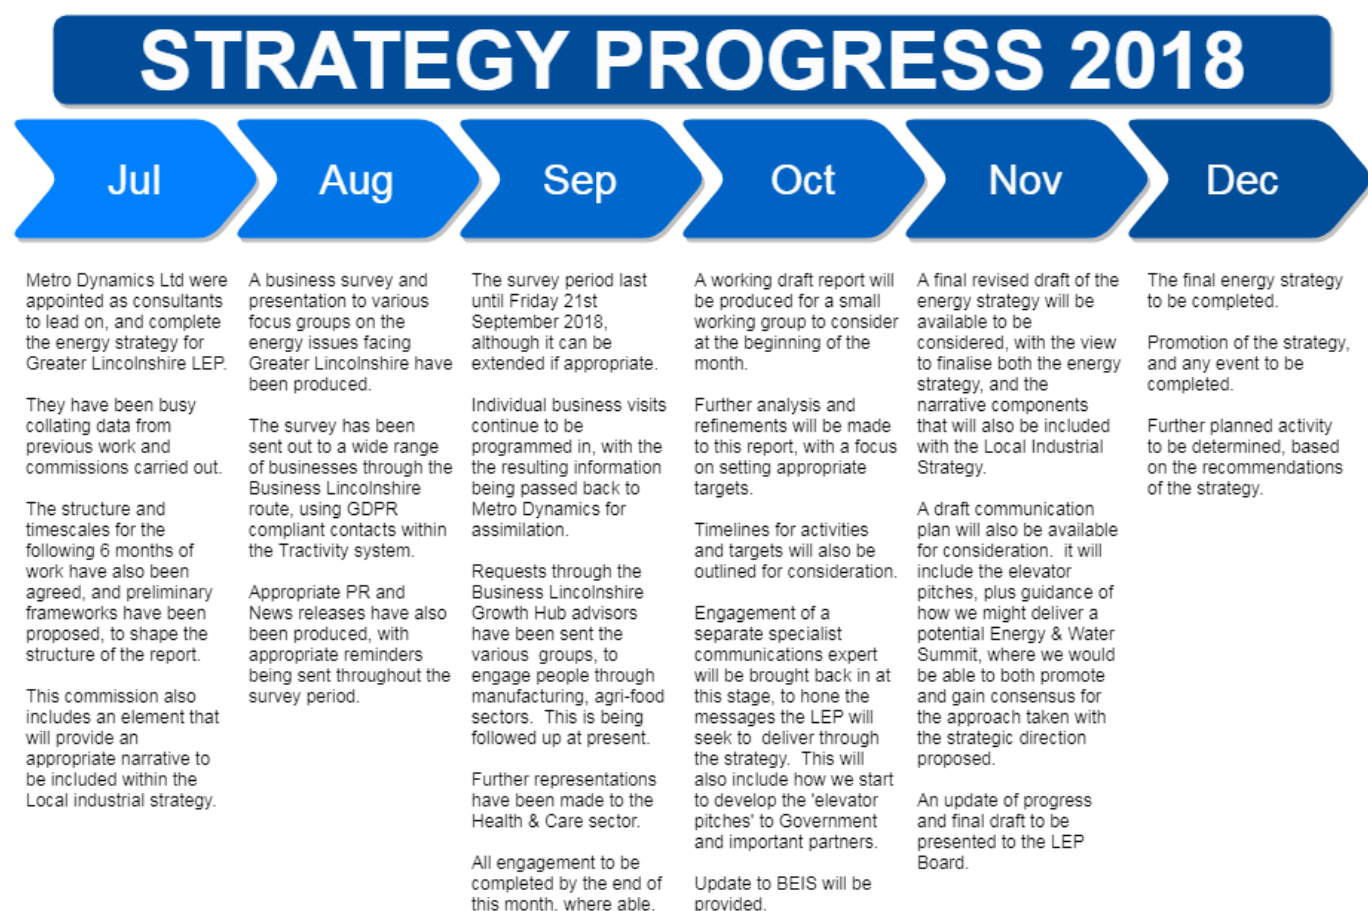 STRATEGY PROGRESS 2018
Jul
Aug
Sep
Oct
Nov
Dec
Metro Dynamics Ltd were
appointed as consultants
to lead on, and complete
the energy strategy for
Greater Lincolnshire LEP.
They have been busy
collating data from
previous work and
commissions carried out.
The structure and
timescales for the
following 6 months of
work have also been
agreed, and preliminary
frameworks have been
proposed, to shape the
structure of the report.
This commission also
includes an element that
will provide an
appropriate narrative to
be included within the
Local industrial strategy.
A business survey and
presentation to various
focus groups on the
energy issues facing
Greater Lincolnshire have
been produced.
The survey has been
sent out to a wide range
of businesses through the
Business Lincolnshire
route, using GDPR
compliant contacts within
the Tractivity system.
Appropriate PR and
News releases have also
been produced, with
appropriate reminders
being sent throughout the
survey period.
The survey period last
until Friday 21st
September 2018,
although it can be
extended if appropriate.
Individual business visits
continue to be
programmed in, with the
the resulting information
being passed back to
Metro Dynamics for
assimilation.
Requests through the
Business Lincolnshire
Growth Hub advisors
have been sent the
various groups, to
engage people through
manufacturing, agri-food
sectors. This is being
followed up at present.
Further representations
have been made to the
Health & Care sector.
All engagement to be
completed by the end of
this month, where able.
A working draft report will
be produced for a small
working group to consider
at the beginning of the
month.
Further analysis and
refinements will be made
to this report, with a focus
on setting appropriate
targets.
Timelines for activities
and targets will also be
outlined for consideration.
Engagement of a
separate specialist
communications expert
will be brought back in at
this stage, to hone the
messages the LEP will
seek to deliver through
the strategy. This will
also include how we start
to develop the 'elevator
pitches' to Government
and important partners.
Update to BEIS will be
provided.
A final revised draft of the
energy strategy will be
available to be
considered, with the view
to finalise both the energy
strategy, and the
narrative components
that will also be included
with the Local Industrial
Strategy.
A draft communication
plan will also be available
for consideration. it will
include the elevator
pitches, plus guidance of
how we might deliver a
potential Energy & Water
Summit, where we would
be able to both promote
and gain consensus for
the approach taken with
the strategic direction
proposed.
An update of progress
and final draft to be
presented to the LEP
Board.
The final energy strategy
to be completed.
Promotion of the strategy,
and any event to be
completed.
Further planned activity
to be determined, based
on the recommendations
of the strategy.